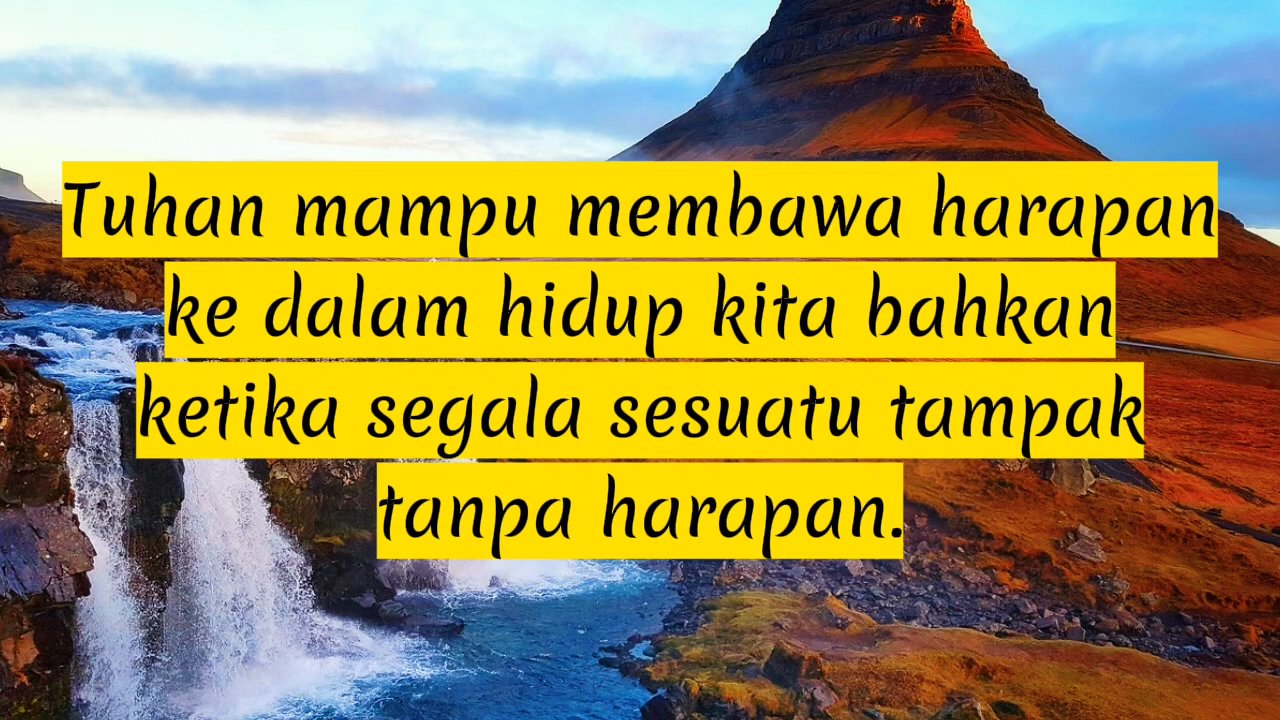 Tuhan mampu membawa harapan
ke dalam hidup kita bahkan
ketika segala sesuatu tampak
tanpa harapan.